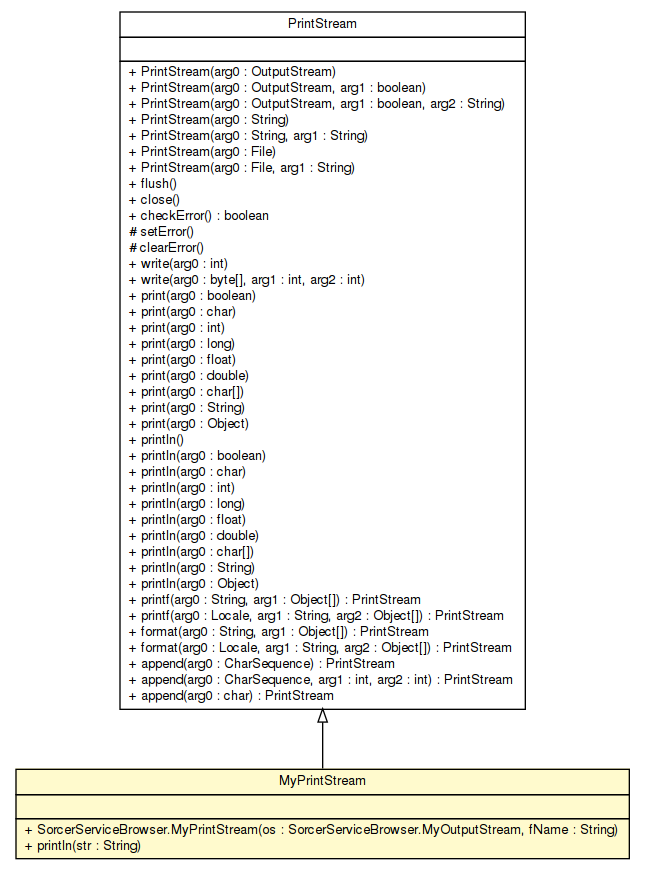 PrintStream
+ PrintStream(arg0 : OutputStream)
+ PrintStream(arg0 : OutputStream, arg1 : boolean)
+ PrintStream(arg0 : OutputStream, arg1 : boolean, arg2 : String)
+ PrintStream(arg0 : String)
+ PrintStream(arg0 : String, arg1 : String)
+ PrintStream(arg0 : File)
+ PrintStream(arg0 : File, arg1 : String)
+ flush()
+ close()
+ checkError() : boolean
# setError()
# clearError()
+ write(arg0 : int)
+ write(arg0 : byte[], arg1 : int, arg2 : int)
+ print(arg0 : boolean)
+ print(arg0 : char)
+ print(arg0 : int)
+ print(arg0 : long)
+ print(arg0 : float)
+ print(arg0 : double)
+ print(arg0 : char[])
+ print(arg0 : String)
+ print(arg0 : Object)
+ println()
+ println(arg0 : boolean)
+ println(arg0 : char)
+ println(arg0 : int)
+ println(arg0 : long)
+ println(arg0 : float)
+ println(arg0 : double)
+ println(arg0 : char[])
+ println(arg0 : String)
+ println(arg0 : Object)
+ printf(arg0 : String, arg1 : Object[]) : PrintStream
+ printf(arg0 : Locale, arg1 : String, arg2 : Object[]) : PrintStream
+ format(arg0 : String, arg1 : Object[]) : PrintStream
+ format(arg0 : Locale, arg1 : String, arg2 : Object[]) : PrintStream
+ append(arg0 : CharSequence) : PrintStream
+ append(arg0 : CharSequence, arg1 : int, arg2 : int) : PrintStream
+ append(arg0 : char) : PrintStream
MyPrintStream
+ SorcerServiceBrowser.MyPrintStream(os : SorcerServiceBrowser.MyOutputStream, fName : String)
+ println(str : String)